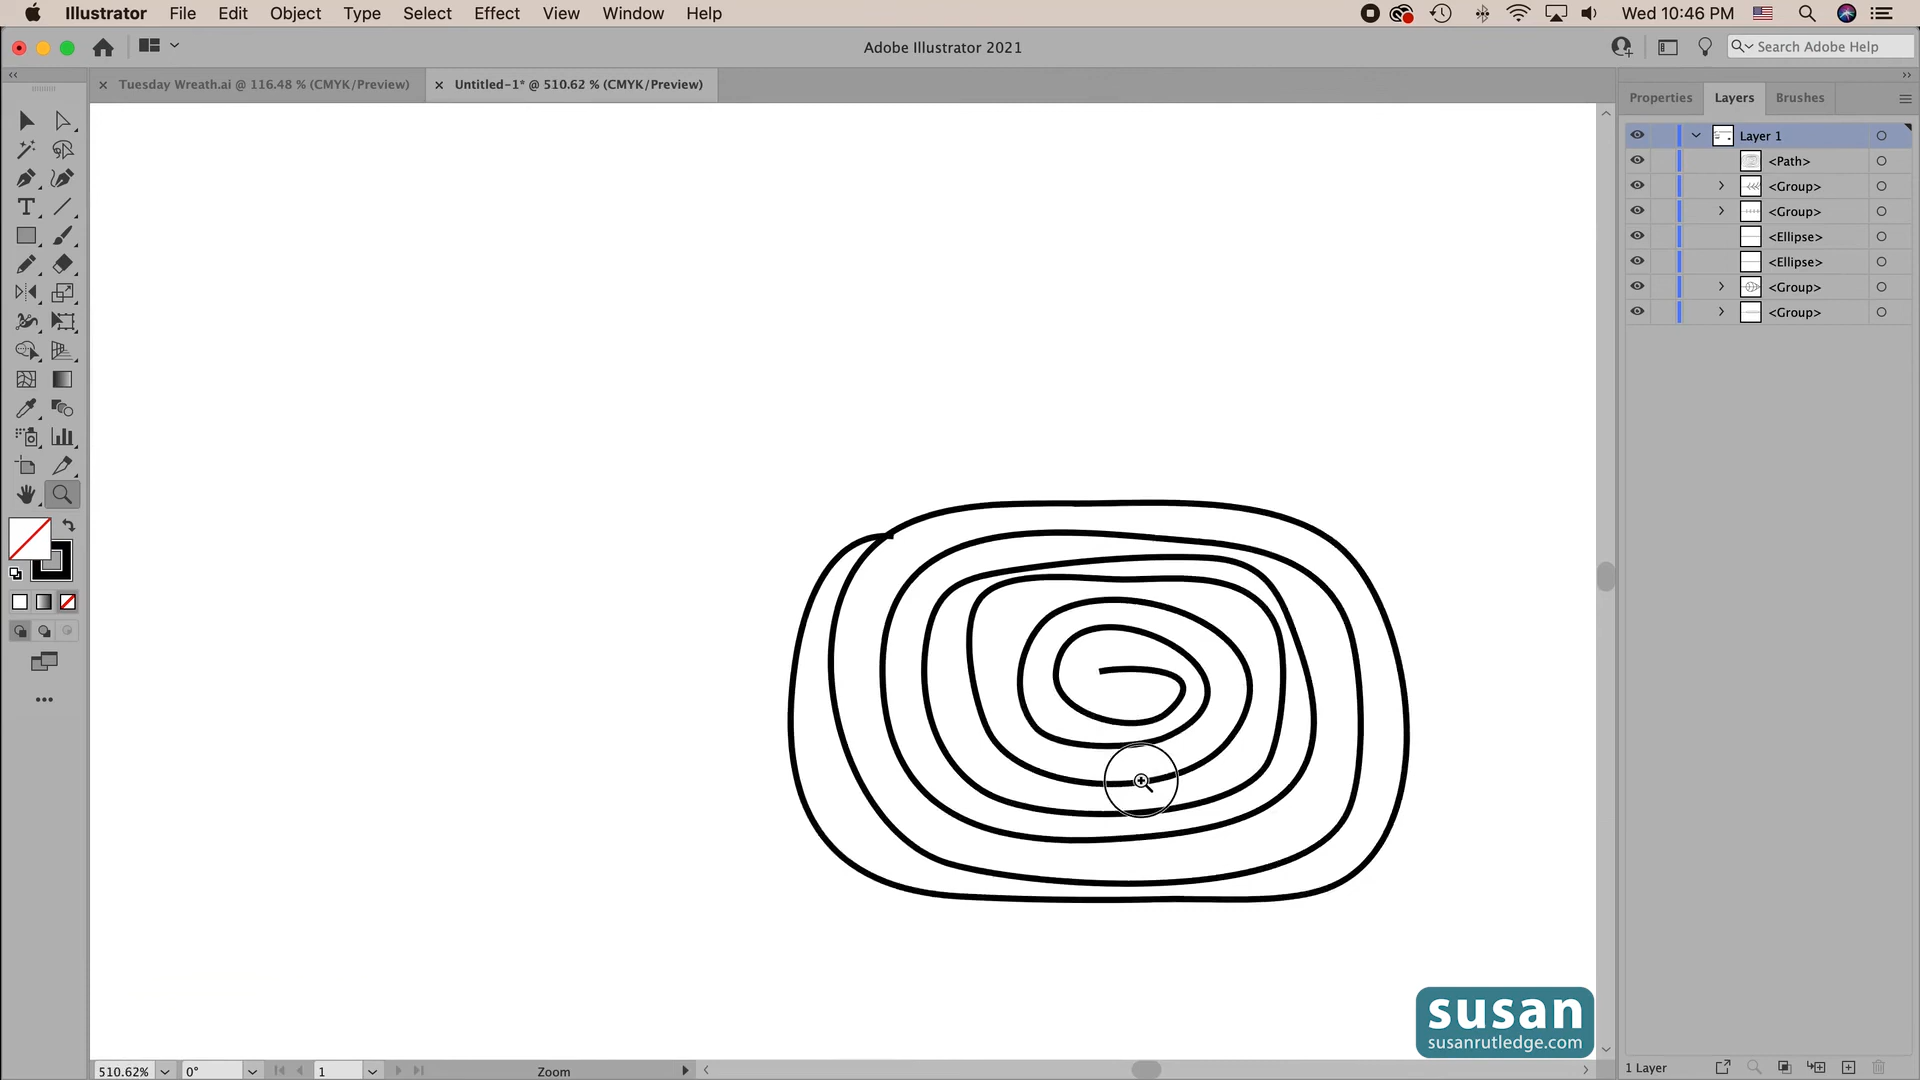 Illustrator File Edit Object Type Select Effect View Window Help
Wed 10:46 PM
Adobe Illustrator 2021
Search Adobe Help
Tuesday Wreath.ai @ 116.48 % (CMYK/Preview)
Untitled-1* @ 510.62 % (CMYK/Preview)
Properties Layers Brushes
Layer 1
<Path>
<Group>
<Group>
<Ellipse>
<Ellipse>
<Group>
<Group>
susan
susanrutledge.com
510.62% 0° 1 Zoom
1 Layer